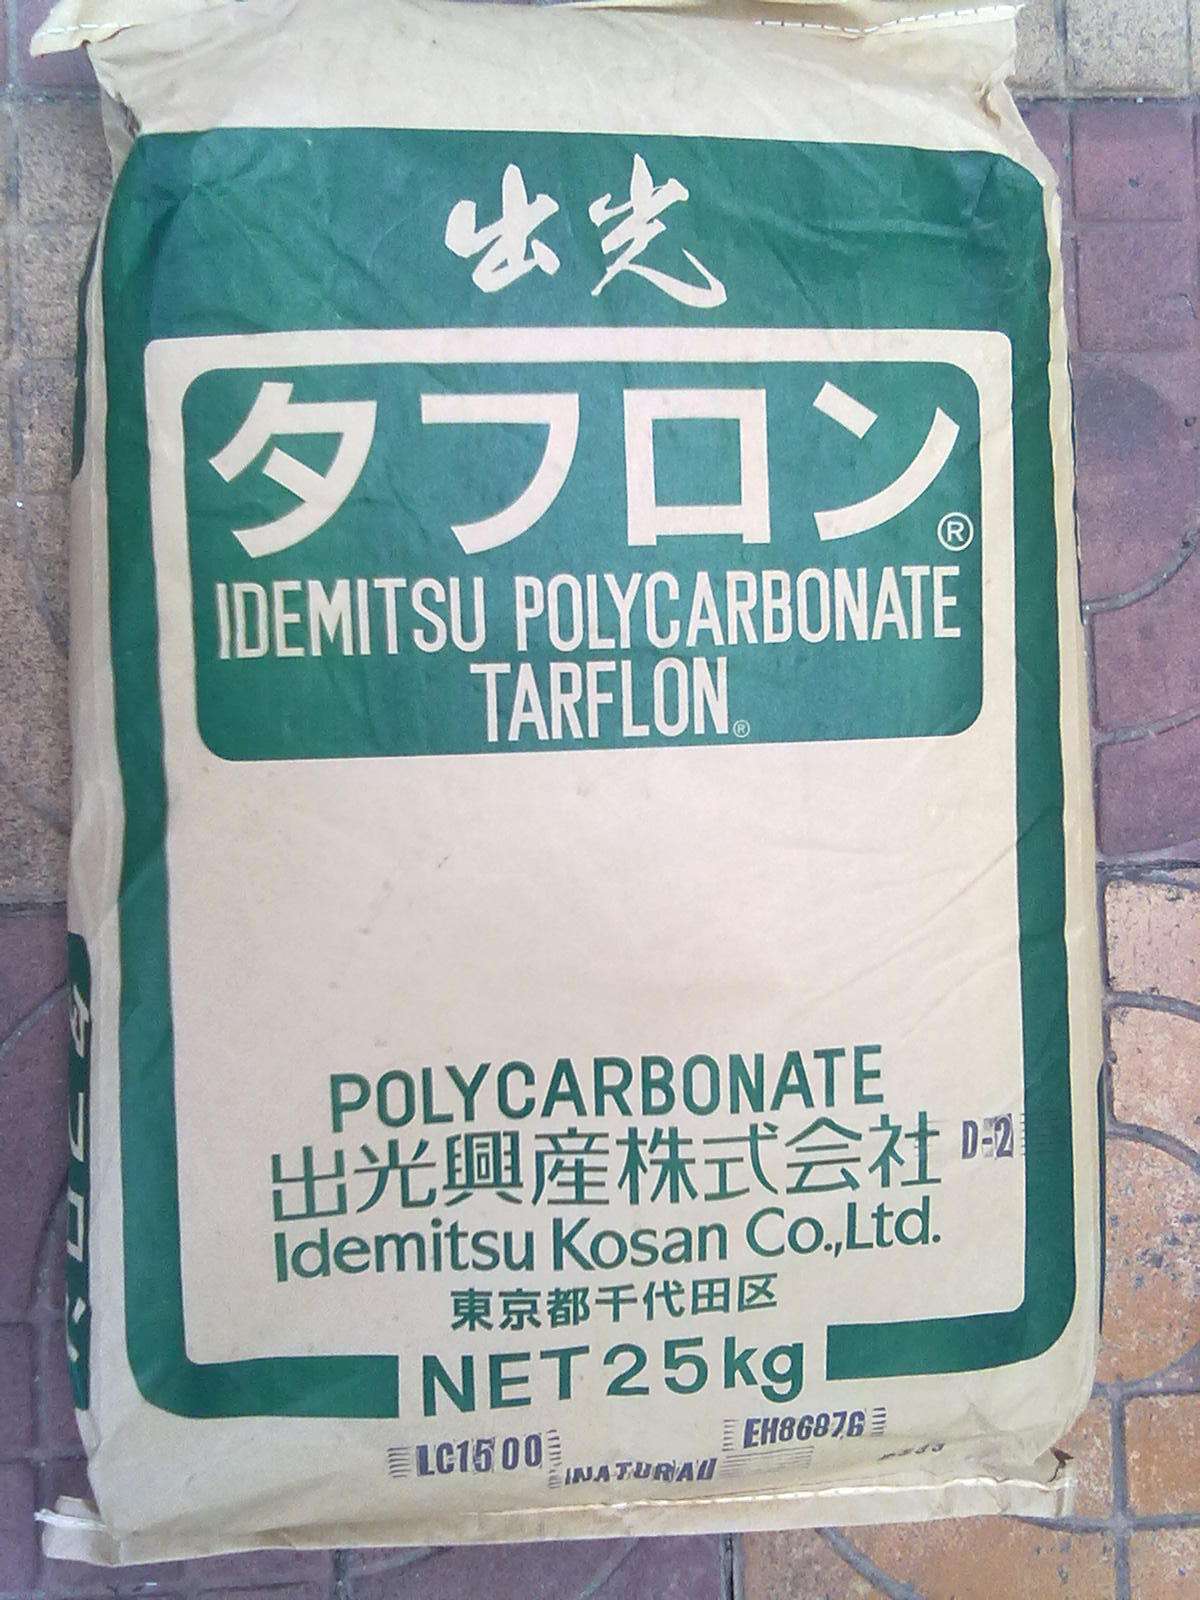 出光
タフロン®
IDEMITSU POLYCARBONATE
TARFLON®
POLYCARBONATE
出光興産株式会社
D-2
Idemitsu Kosan Co.,Ltd.
東京都千代田区
NET 25kg
LC1500
NATURAL
EH8687G
タフロン